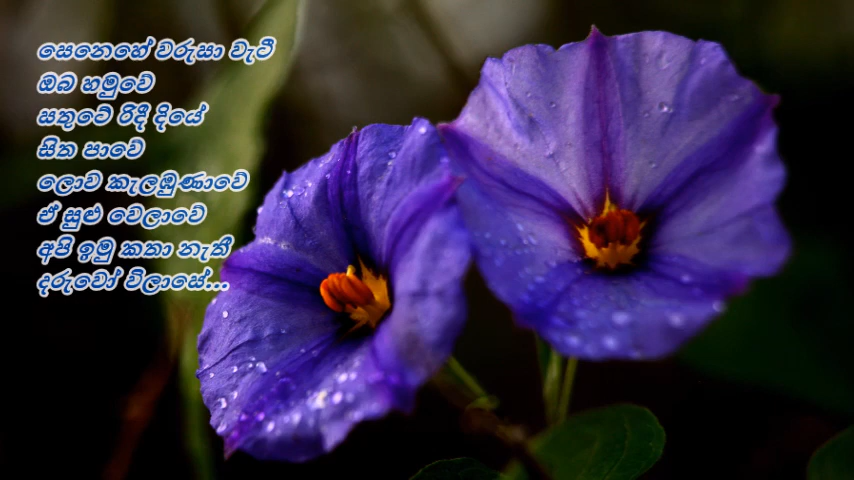 සෙනෙහේ වරුසා වැටී
ඔබ හමුවේ
සතුටේ රිදී දියේ
සිත පාවේ
ලොව කැලඹුණාවේ
ඒ සුළු වෙලාවේ
අපි ඉමු කතා නැතී
දරුවෝ විලාසේ...